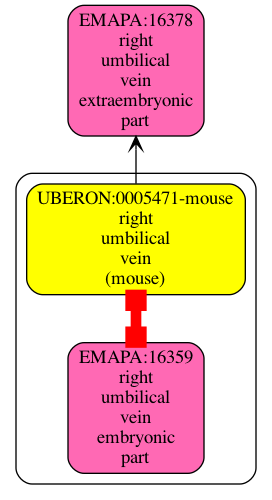 EMAPA:16378
right
umbilical
vein
extraembryonic
part
UBERON:0005471-mouse
right
umbilical
vein
(mouse)
EMAPA:16359
right
umbilical
vein
embryonic
part